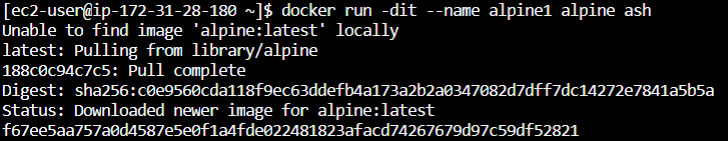 [ec2-user@ip-172-31-28-180 ~]$ docker run -dit --name alpine1 alpine ash
Unable to find image 'alpine:latest' locally
latest: Pulling from library/alpine
188c0c94c7c5: Pull complete
Digest: sha256:c0e9560cda118f9ec63ddefb4a173a2b2a0347082d7dff7dc14272e7841a5b5a
Status: Downloaded newer image for alpine:latest
f67ee5aa757a0d4587e5e0f1a4fde022481823afacd74267679d97c59df52821